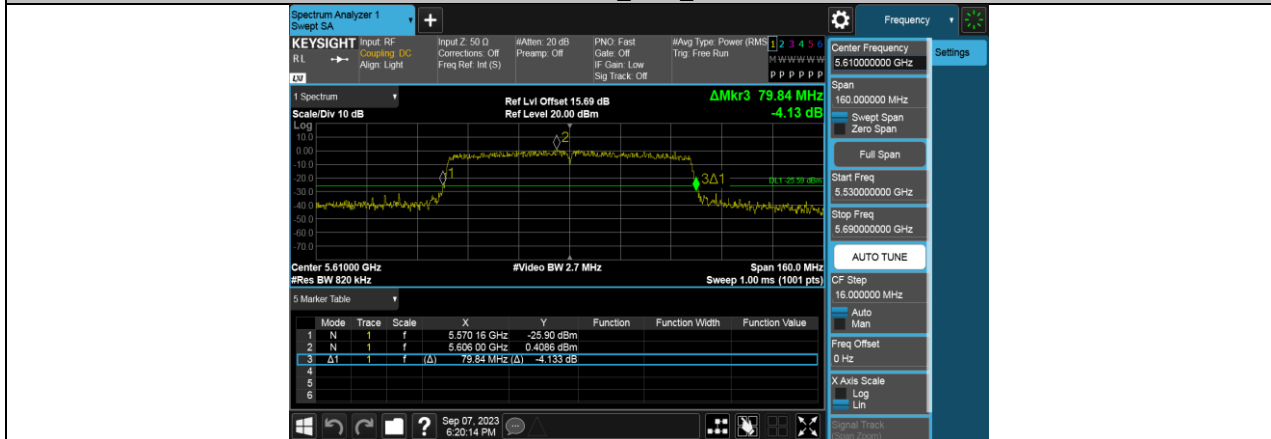 Spectrum Analyzer 1
Swept SA
+
Frequency
KEYSIGHT
Input: RF
Input Z: 50 Ω
#Atten: 20 dB
PNO: Fast
#Avg Type: Power (RMS
1 2 3 4 5 6
RL
Coupling: DC
Corrections: Off
Preamp: Off
Gate: Off
Trig: Free Run
M W W W W W
Align: Light
Freq Ref: Int (S)
IF Gain: Low
P P P P P P
Sig Track: Off
LXI
1 Spectrum
Ref Lvl Offset 15.69 dB
ΔMkr3 79.84 MHz
Scale/Div 10 dB
Ref Level 20.00 dBm
-4.13 dB
Log
10.0
0.00
-10.0
-20.0
-30.0
-40.0
-50.0
-60.0
-70.0
2
1
3Δ1
DL1 -25.59 dBm
Center 5.61000 GHz
#Video BW 2.7 MHz
Span 160.0 MHz
#Res BW 820 kHz
Sweep 1.00 ms (1001 pts)
5 Marker Table
Mode Trace Scale X Y Function Function Width Function Value
1 N 1 f 5.570 16 GHz -25.90 dBm
2 N 1 f 5.606 00 GHz 0.4086 dBm
3 Δ1 1 f (Δ) 79.84 MHz (Δ) -4.133 dB
4
5
6
Sep 07, 2023
6:20:14 PM
?
Center Frequency
5.610000000 GHz
Settings
Span
160.000000 MHz
Swept Span
Zero Span
Full Span
Start Freq
5.530000000 GHz
Stop Freq
5.690000000 GHz
AUTO TUNE
CF Step
16.000000 MHz
Auto
Man
Freq Offset
0 Hz
X Axis Scale
Log
Lin
Signal Track
(Span Zoom)